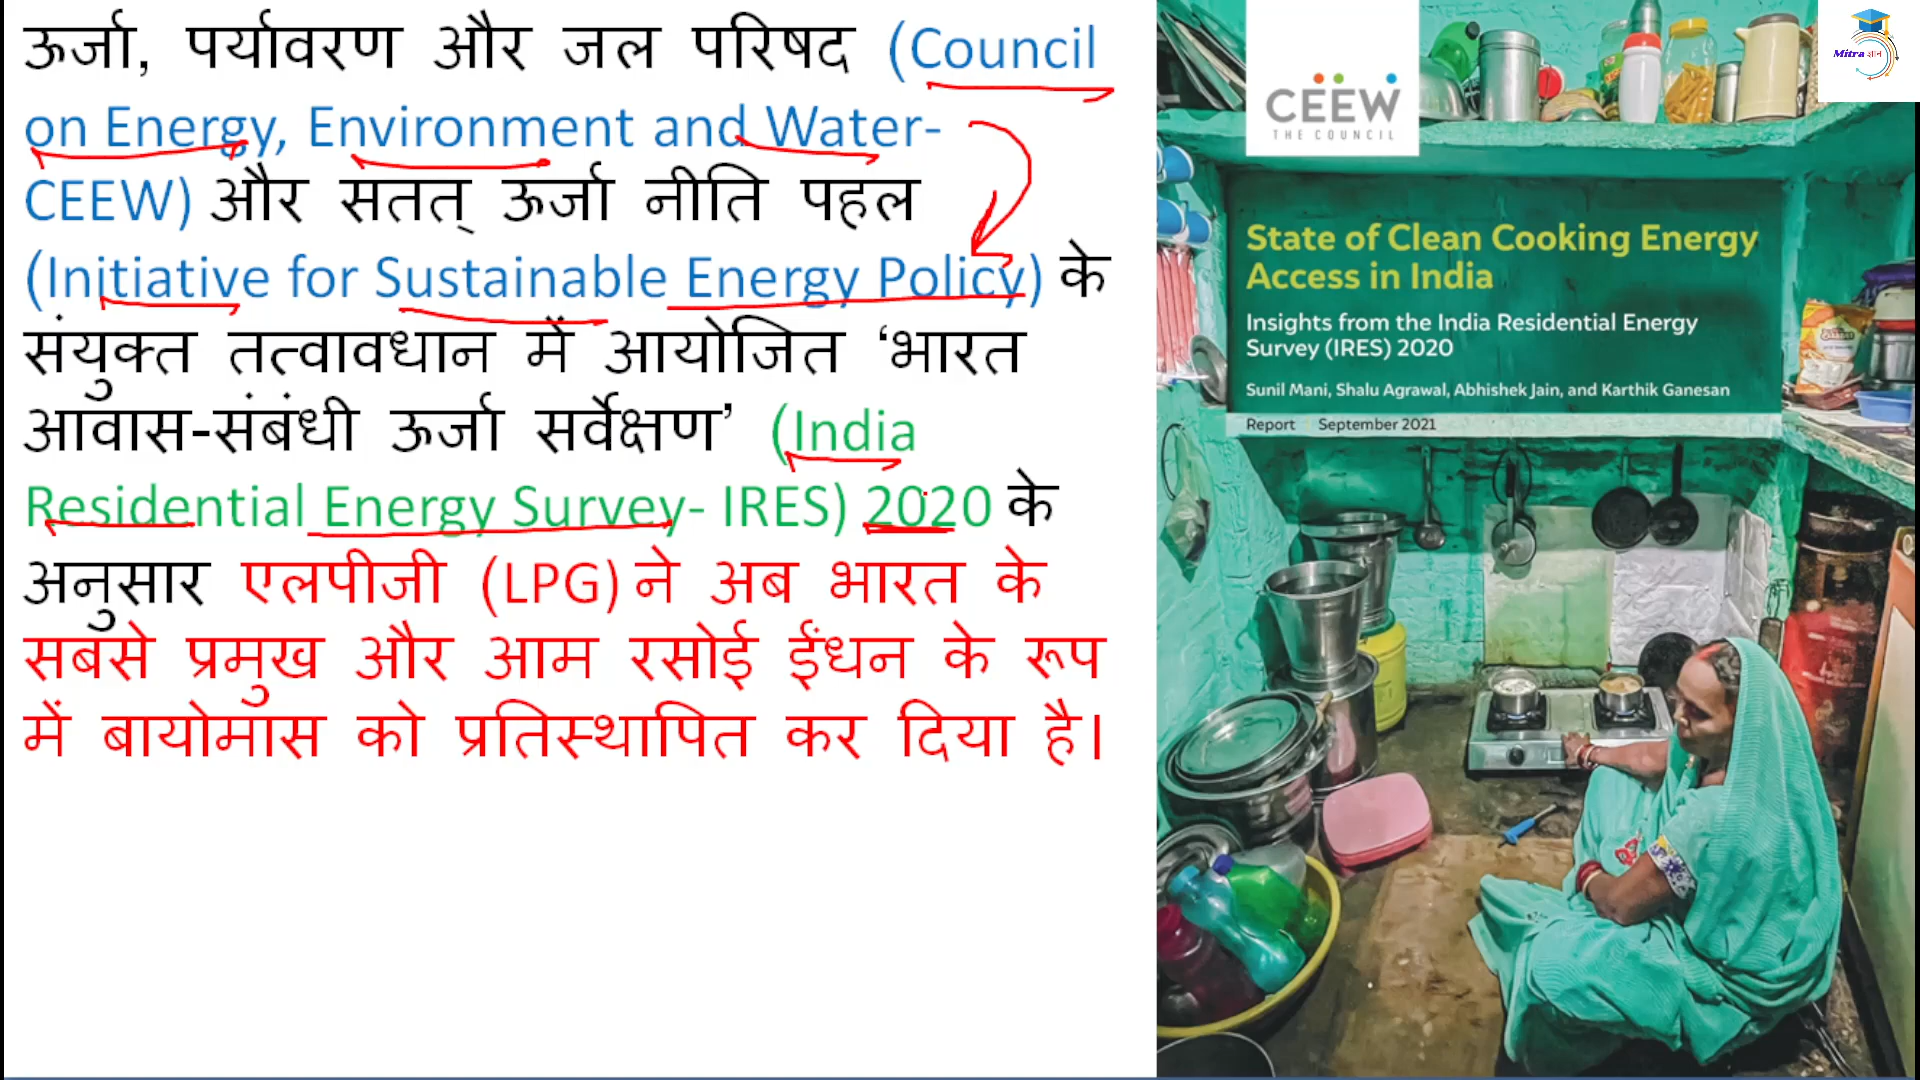 ऊर्जा, पर्यावरण और जल परिषद (Council
on Energy, Environment and Water-
CEEW) और सतत् ऊर्जा नीति पहल
(Initiative for Sustainable Energy Policy) के
संयुक्त तत्वावधान में आयोजित ‘भारत
आवास-संबंधी ऊर्जा सर्वेक्षण’ (India
Residential Energy Survey- IRES) 2020 के
अनुसार एलपीजी (LPG) ने अब भारत के
सबसे प्रमुख और आम रसोई ईंधन के रूप
में बायोमास को प्रतिस्थापित कर दिया है।
CEEW
THE COUNCIL
State of Clean Cooking Energy
Access in India
Insights from the India Residential Energy
Survey (IRES) 2020
Sunil Mani, Shalu Agrawal, Abhishek Jain, and Karthik Ganesan
Report September 2021
Mitra ज्ञान